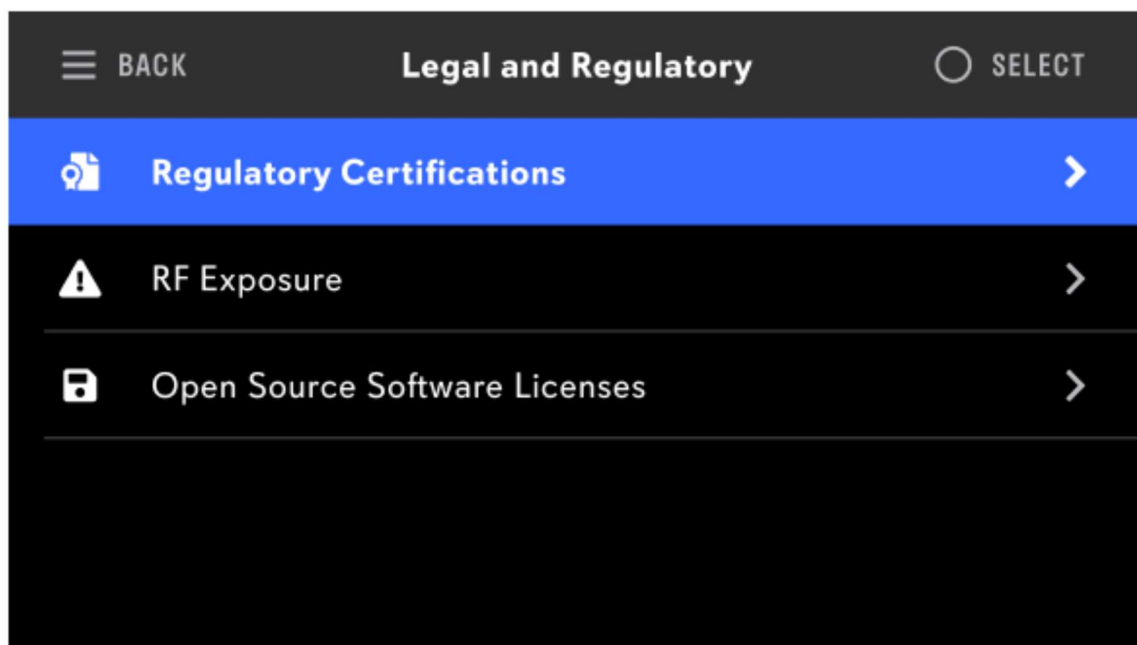 BACK Legal and Regulatory SELECT
Regulatory Certifications
RF Exposure
Open Source Software Licenses